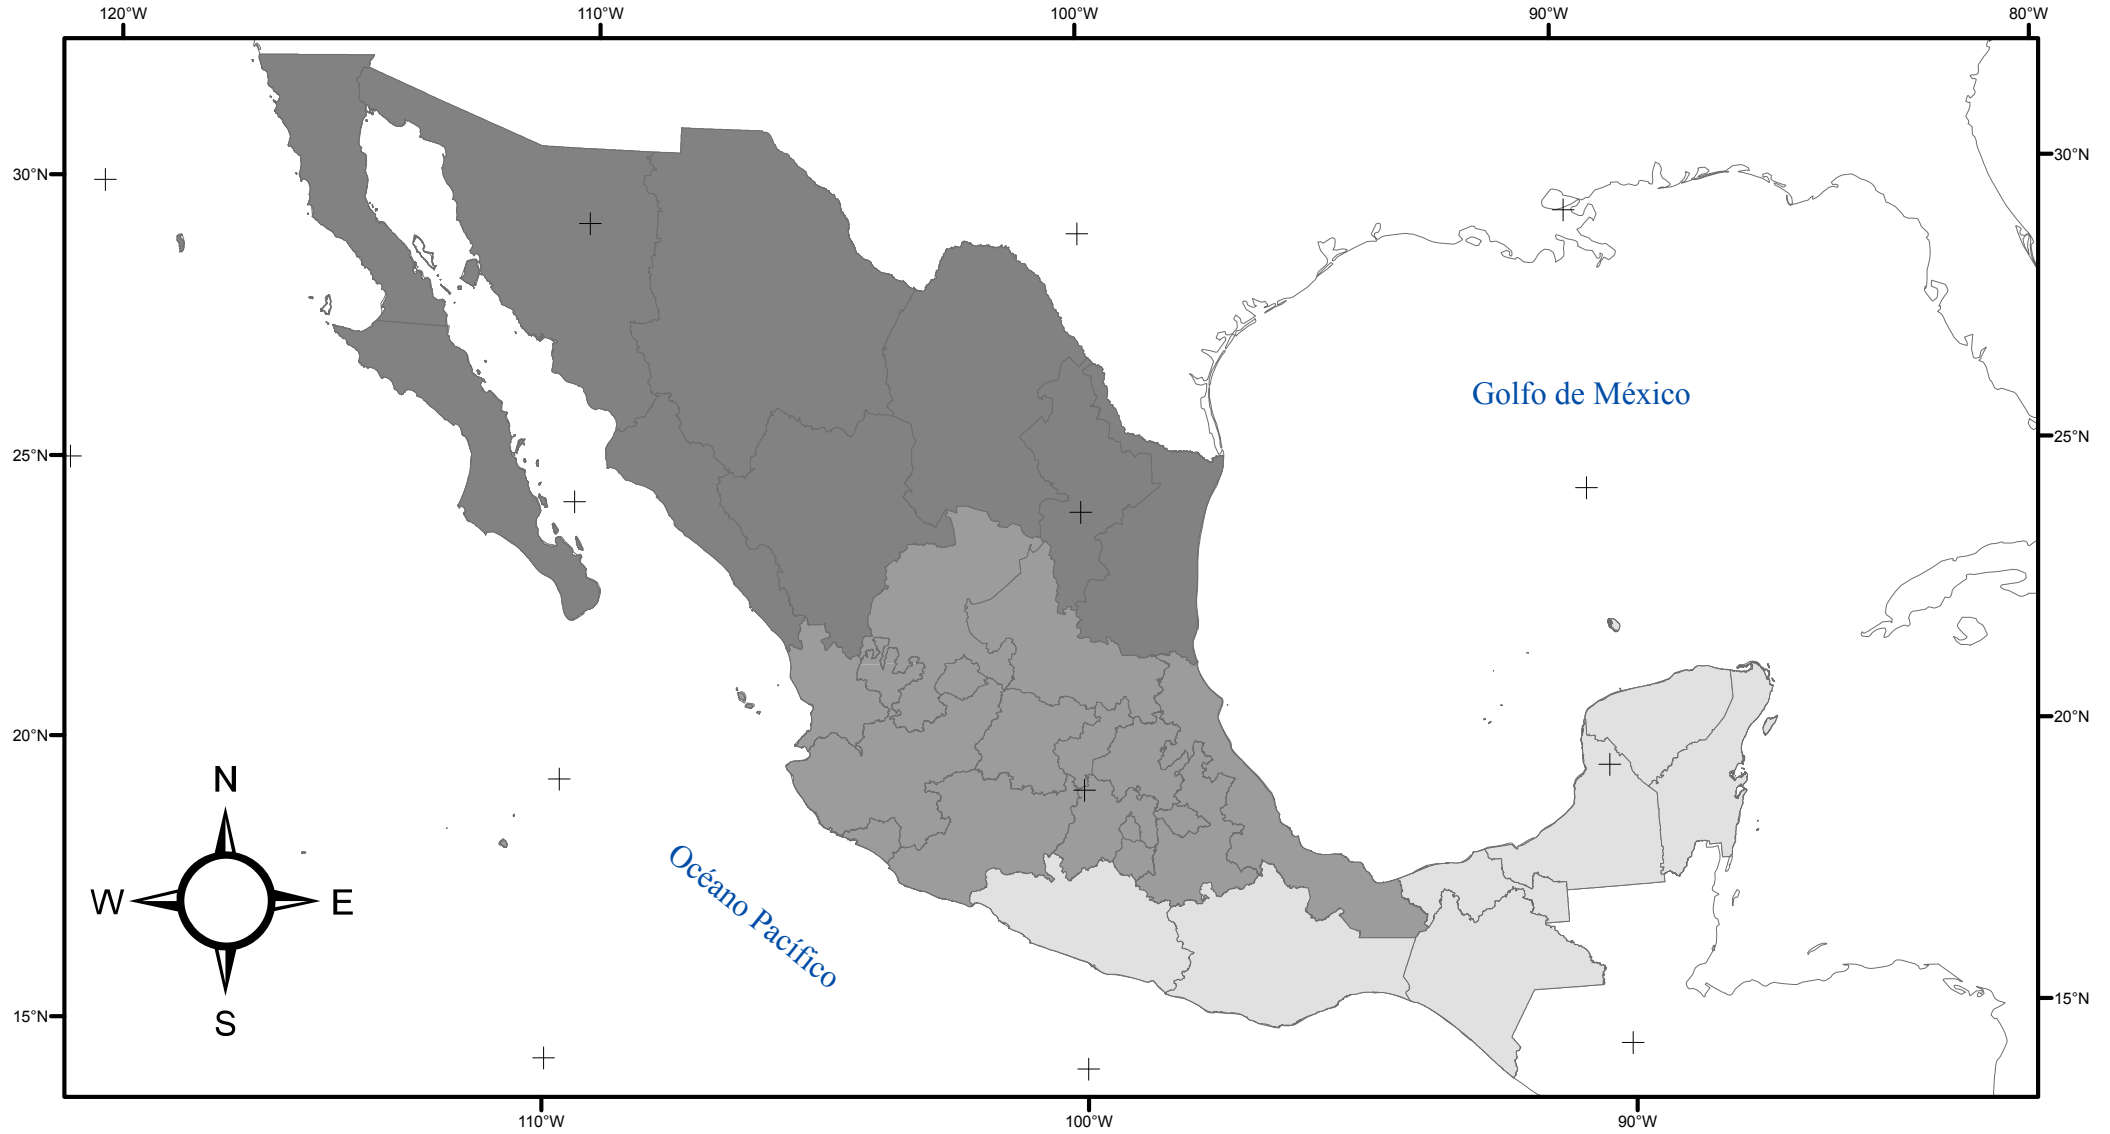 120°W 110°W 100°W 90°W 80°W
30°N 30°N
Golfo de México
25°N 25°N
20°N 20°N
N
W E
S
Océano Pacífico
15°N 15°N
110°W 100°W 90°W